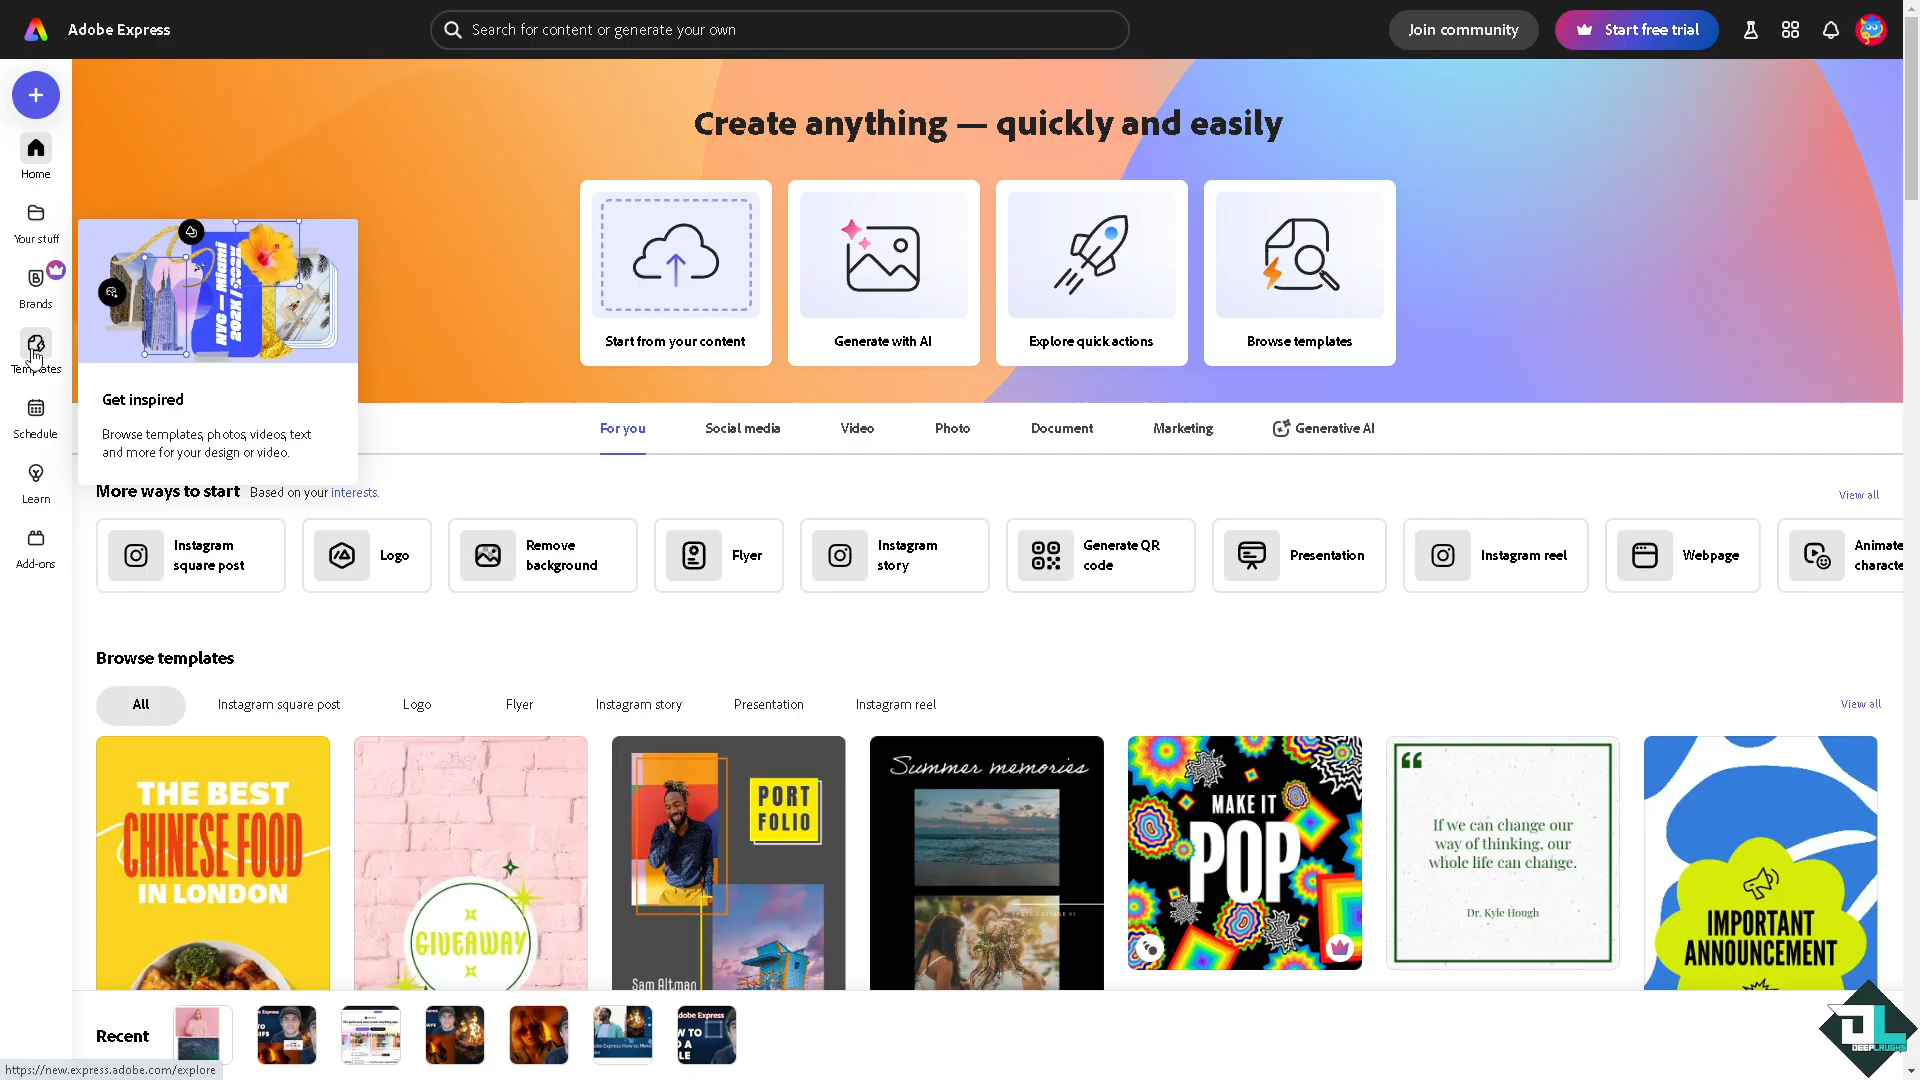 Adobe Express
Search for content or generate your own
Join community
Start free trial
Home
Your stuff
Brands
Templates
Schedule
Learn
Add-ons
Create anything — quickly and easily
Start from your content
Generate with AI
Explore quick actions
Browse templates
NYC — MIAMI
202X / 202X
Get inspired
Browse templates, photos, videos, text
and more for your design or video.
For you
Social media
Video
Photo
Document
Marketing
Generative AI
More ways to start
Based on your interests.
View all
Instagram
square post
Logo
Remove
background
Flyer
Instagram
story
Generate QR
code
Presentation
Instagram reel
Webpage
Animate
characte
Browse templates
All
Instagram square post
Logo
Flyer
Instagram story
Presentation
Instagram reel
View all
THE BEST
CHINESE FOOD
IN LONDON
GIVEAWAY
PORT
FOLIO
Sam Altman
Summer memories
MAKE IT
POP
If we can change our
way of thinking, our
whole life can change.
Dr. Kyle Hough
IMPORTANT
ANNOUNCEMENT
Recent
https://new.express.adobe.com/explore
DEEPLAUGHS